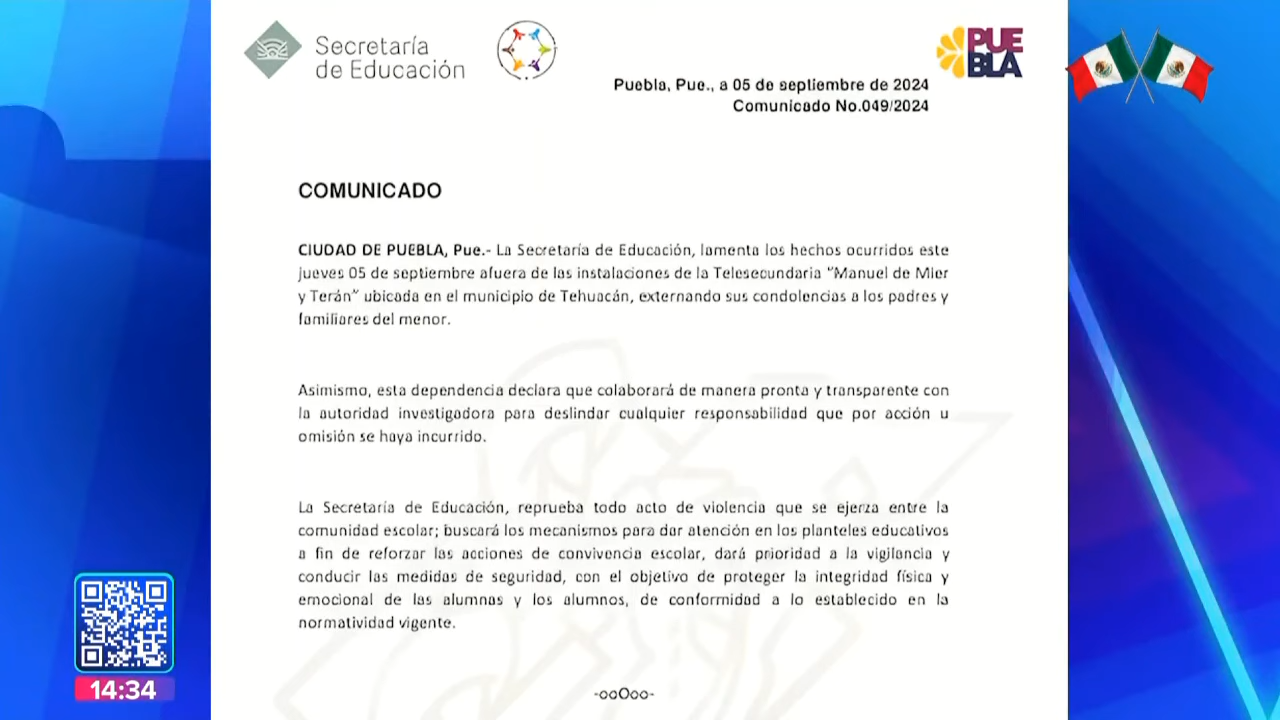 Secretaría
de Educación
PUE
BLA
Puebla, Pue., a 05 de septiembre de 2024
Comunicado No.049/2024
COMUNICADO
CIUDAD DE PUEBLA, Pue.- La Secretaría de Educación, lamenta los hechos ocurridos este
jueves 05 de septiembre afuera de las instalaciones de la Telesecundaria “Manuel de Mier
y Terán” ubicada en el municipio de Tehuacán, externando sus condolencias a los padres y
familiares del menor.
Asimismo, esta dependencia declara que colaborará de manera pronta y transparente con
la autoridad investigadora para deslindar cualquier responsabilidad que por acción u
omisión se haya incurrido.
La Secretaría de Educación, reprueba todo acto de violencia que se ejerza entre la
comunidad escolar; buscará los mecanismos para dar atención en los planteles educativos
a fin de reforzar las acciones de convivencia escolar, dará prioridad a la vigilancia y
conducir las medidas de seguridad, con el objetivo de proteger la integridad física y
emocional de las alumnas y los alumnos, de conformidad a lo establecido en la
normatividad vigente.
-ooOoo-
14:34